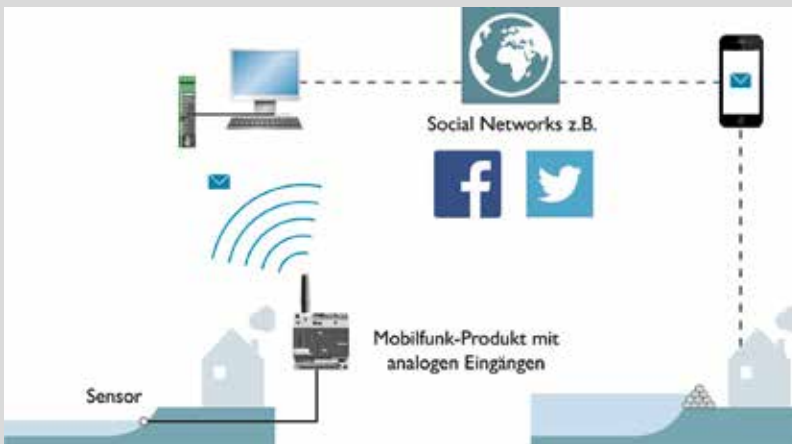 Social Networks z.B.
Mobilfunk-Produkt mit
analogen Eingängen
Sensor